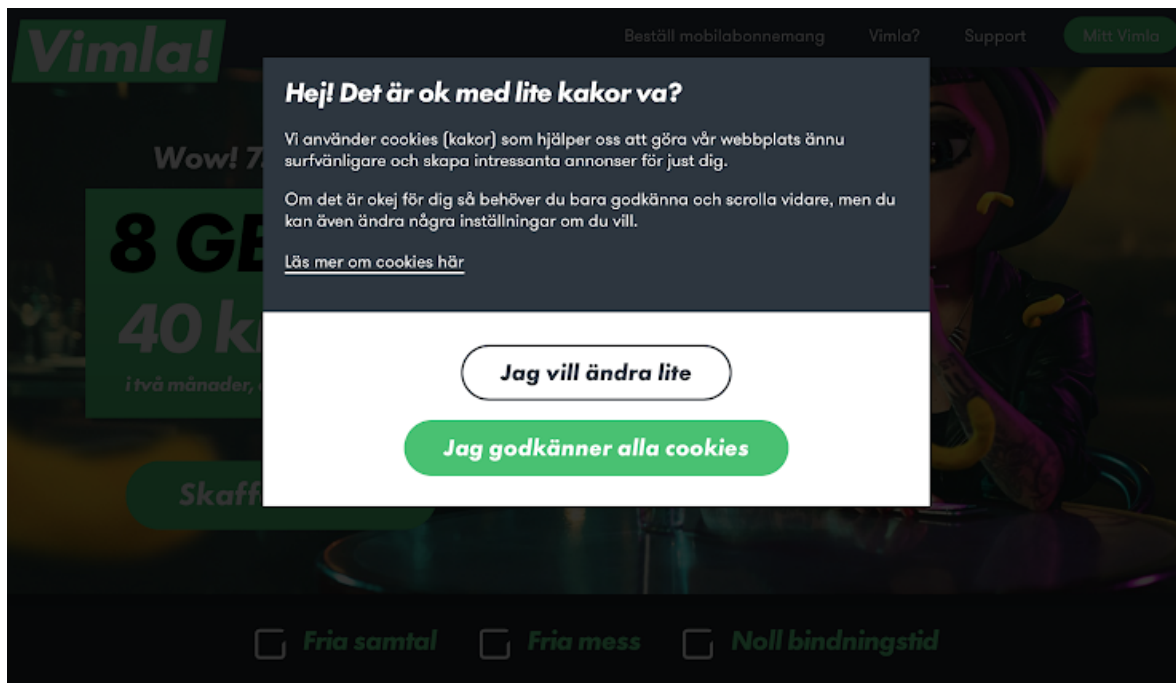 Vimla!
Beställ mobilabonnemang Vimla? Support Mitt Vimla
Hej! Det är ok med lite kakor va?
Vi använder cookies (kakor) som hjälper oss att göra vår webbplats ännu
surfvänligare och skapa intressanta annonser för just dig.
Om det är okej för dig så behöver du bara godkänna och scrolla vidare, men du
kan även ändra några inställningar om du vill.
Läs mer om cookies här
Jag vill ändra lite
Jag godkänner alla cookies
Wow!
8 GB
40
i två månader,
Fria samtal Fria mess Noll bindningstid